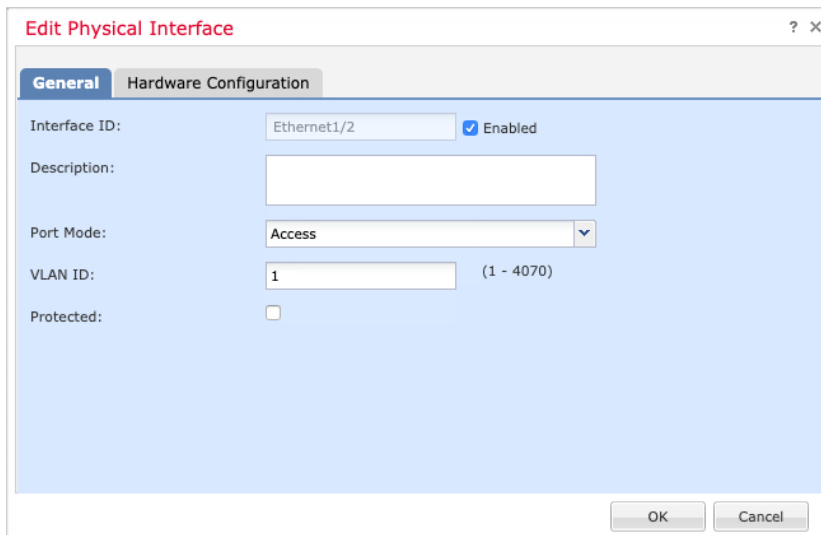 Edit Physical Interface ? ×
General Hardware Configuration
Interface ID: Ethernet1/2 Enabled
Description:
Port Mode: Access
VLAN ID: 1 (1 - 4070)
Protected:
OK Cancel